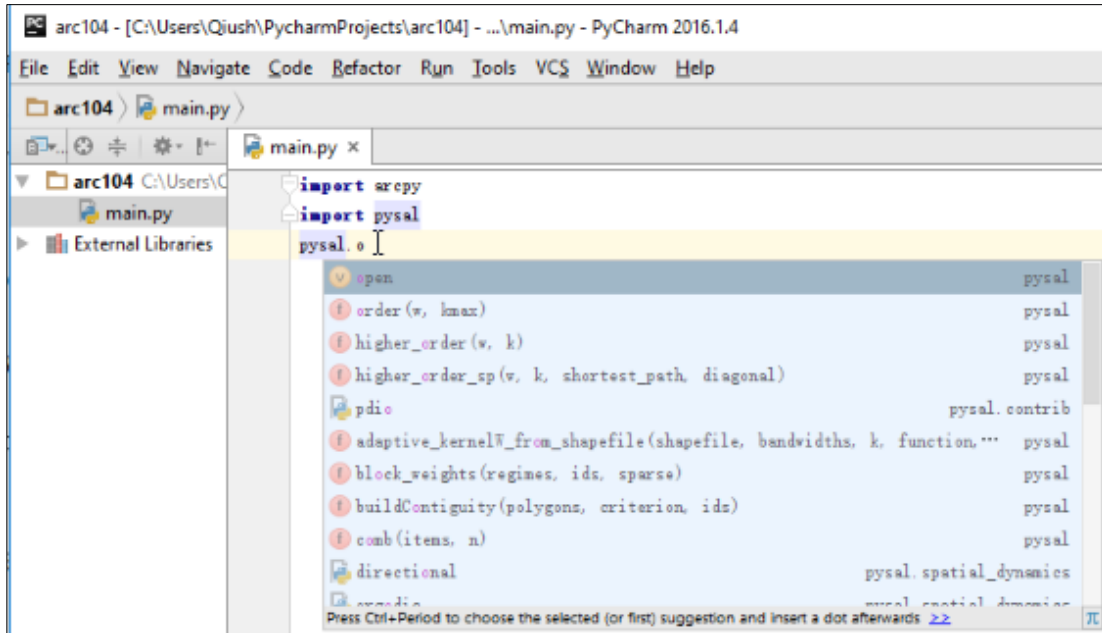 arc104 - [C:\Users\Qiush\PycharmProjects\arc104] - ...\main.py - PyCharm 2016.1.4
File Edit View Navigate Code Refactor Run Tools VCS Window Help
arc104 main.py
main.py ×
arc104 C:\Users\
main.py
External Libraries
import arcpy
import pysal
pysal.o
open pysal
order(w, kmax) pysal
higher_order(w, k) pysal
higher_order_sp(w, k, shortest_path, diagonal) pysal
pdio pysal.contrib
adaptive_kernelW_from_shapefile(shapefile, bandwidths, k, function,... pysal
block_weights(regimes, ids, sparse) pysal
buildContiguity(polygons, criterion, ids) pysal
comb(items, n) pysal
directional pysal.spatial_dynamics
Press Ctrl+Period to choose the selected (or first) suggestion and insert a dot afterwards >> π